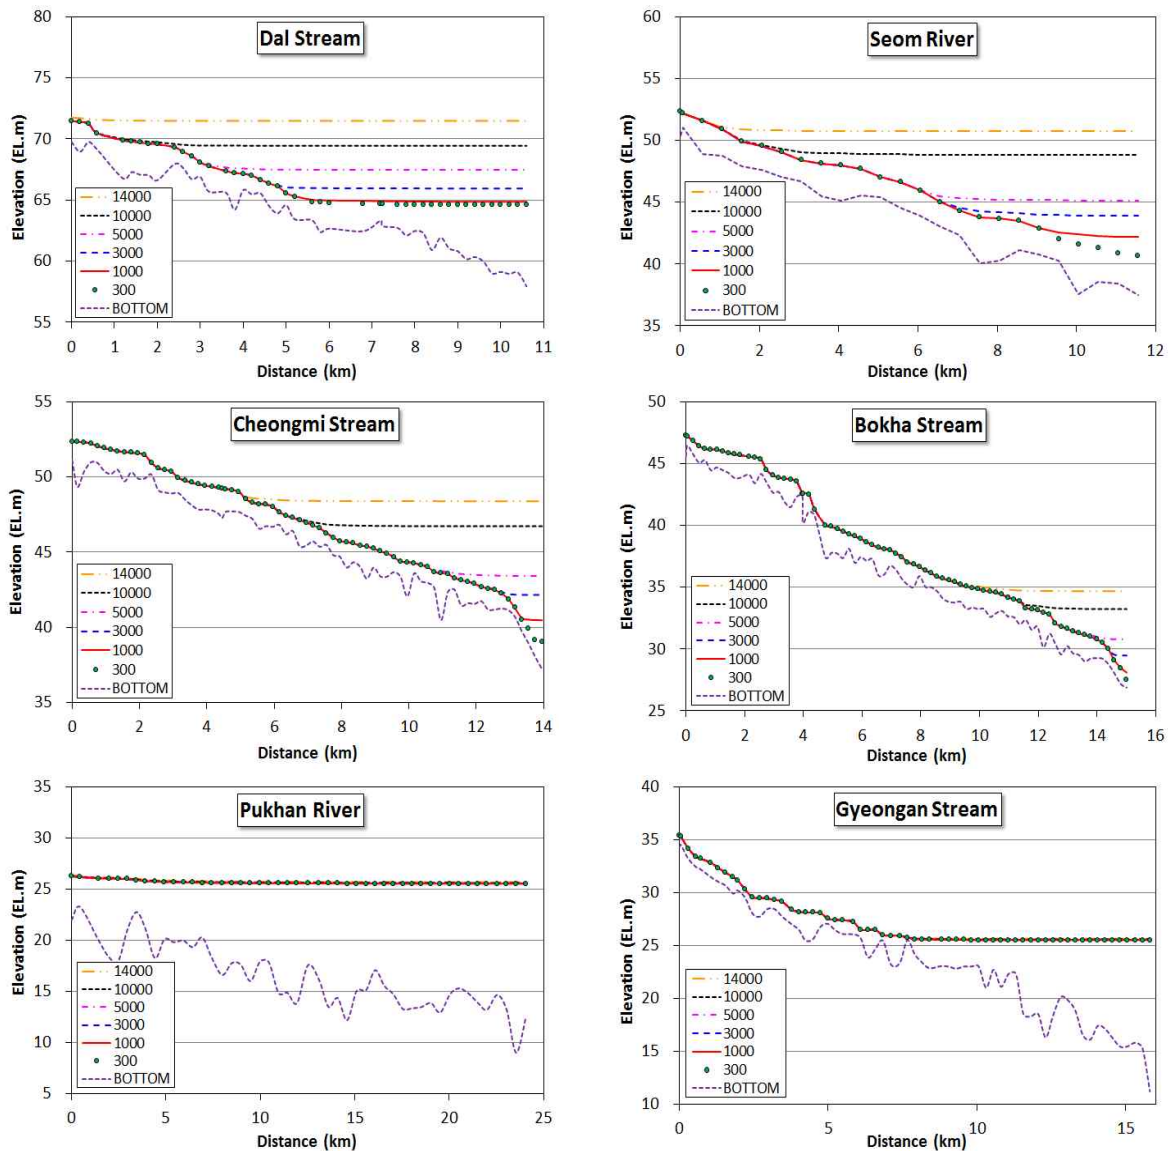 Dal Stream
Elevation (EL.m)
80
75
70
65
60
55
14000
10000
5000
3000
1000
300
BOTTOM
0 1 2 3 4 5 6 7 8 9 10 11
Distance (km)
Seom River
Elevation (EL.m)
60
55
50
45
40
35
14000
10000
5000
3000
1000
300
BOTTOM
0 2 4 6 8 10 12
Distance (km)
Cheongmi Stream
Elevation (EL.m)
55
50
45
40
35
14000
10000
5000
3000
1000
300
BOTTOM
0 2 4 6 8 10 12 14
Distance (km)
Bokha Stream
Elevation (EL.m)
50
45
40
35
30
25
14000
10000
5000
3000
1000
300
BOTTOM
0 2 4 6 8 10 12 14 16
Distance (km)
Pukhan River
Elevation (EL.m)
35
30
25
20
15
10
5
14000
10000
5000
3000
1000
300
BOTTOM
0 5 10 15 20 25
Distance (km)
Gyeongan Stream
Elevation (EL.m)
40
35
30
25
20
15
10
14000
10000
5000
3000
1000
300
BOTTOM
0 5 10 15
Distance (km)